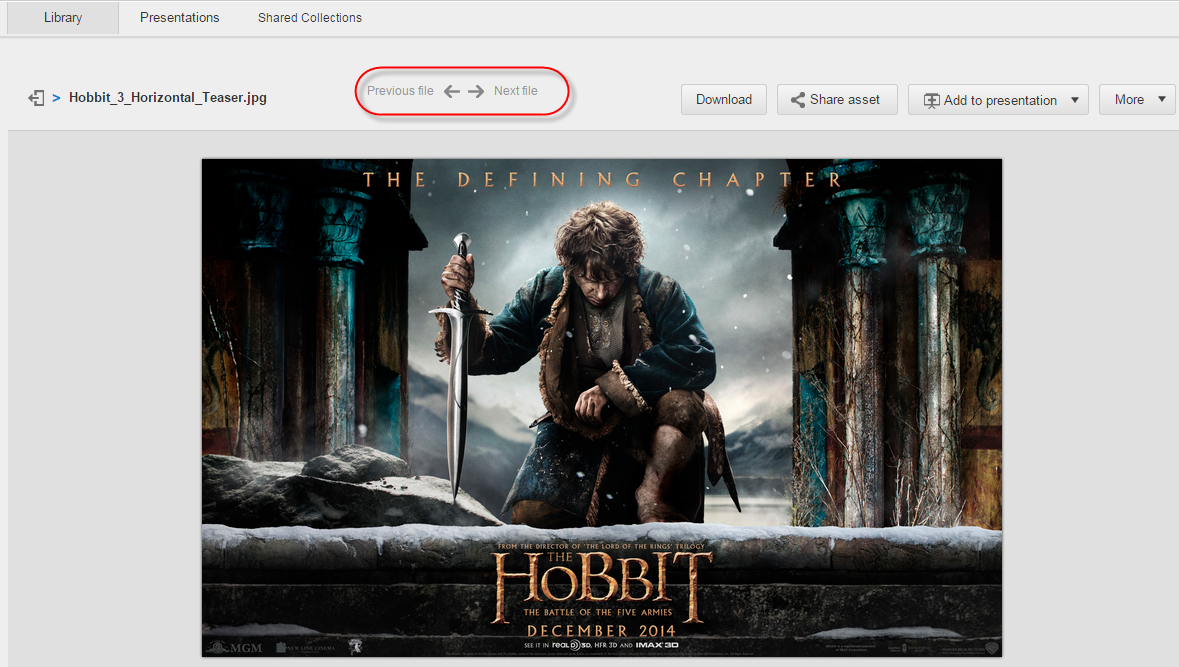 Library Presentations Shared Collections
> Hobbit_3_Horizontal_Teaser.jpg
Previous file Next file
Download Share asset Add to presentation More
THE DEFINING CHAPTER
FROM THE DIRECTOR OF 'THE LORD OF THE RINGS' TRILOGY
THE
HOBBIT
THE BATTLE OF THE FIVE ARMIES
DECEMBER 2014
SEE IT IN REAL D 3D, HFR 3D AND IMAX 3D
MGM NEW LINE CINEMA